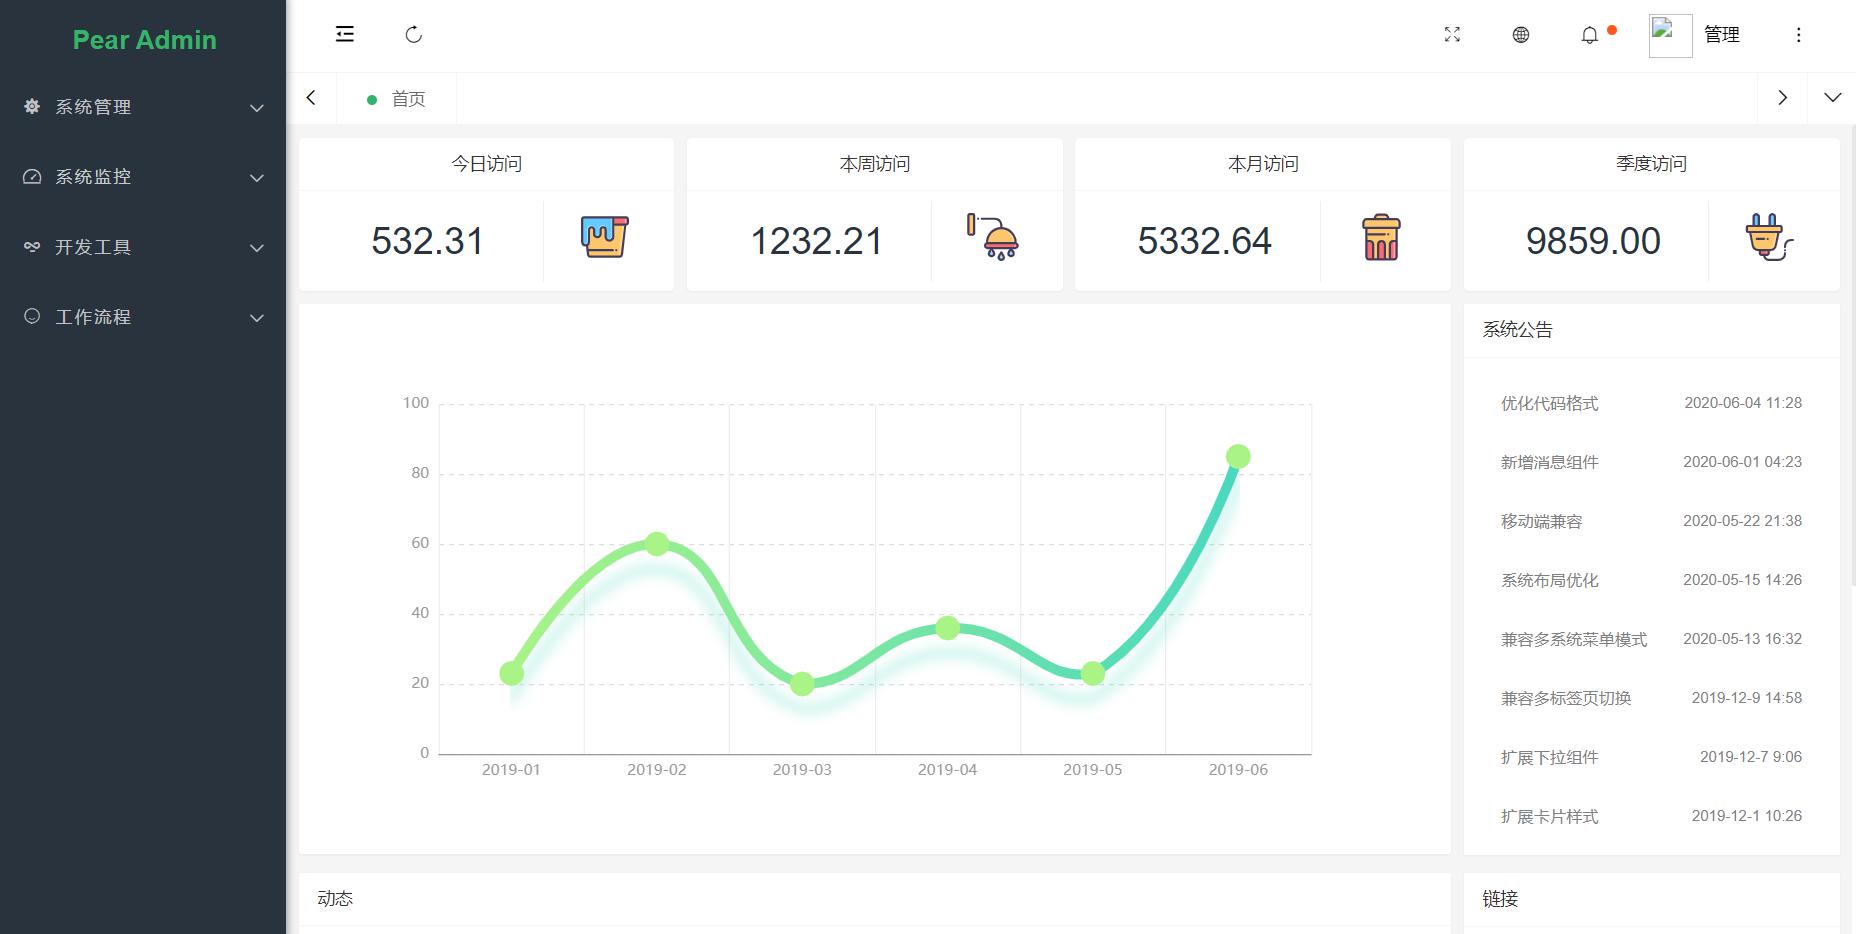 Pear Admin
系统管理
系统监控
开发工具
工作流程
管理
首页
今日访问
532.31
本周访问
1232.21
本月访问
5332.64
季度访问
9859.00
100
80
60
40
20
0
2019-01 2019-02 2019-03 2019-04 2019-05 2019-06
系统公告
优化代码格式 2020-06-04 11:28
新增消息组件 2020-06-01 04:23
移动端兼容 2020-05-22 21:38
系统布局优化 2020-05-15 14:26
兼容多系统菜单模式 2020-05-13 16:32
兼容多标签页切换 2019-12-9 14:58
扩展下拉组件 2019-12-7 9:06
扩展卡片样式 2019-12-1 10:26
动态
链接